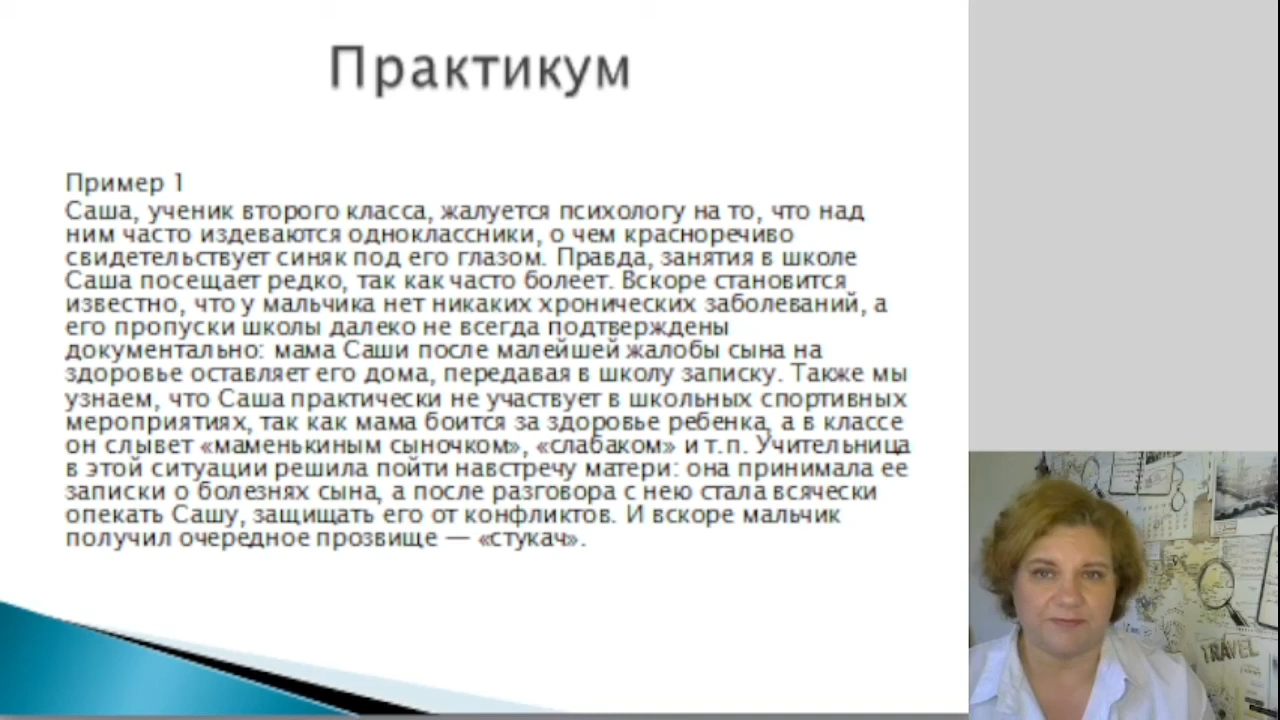 Практикум
Пример 1
Саша, ученик второго класса, жалуется психологу на то, что над
ним часто издеваются одноклассники, о чем красноречиво
свидетельствует синяк под его глазом. Правда, занятия в школе
Саша посещает редко, так как часто болеет. Вскоре становится
известно, что у мальчика нет никаких хронических заболеваний, а
его пропуски школы далеко не всегда подтверждены
документально: мама Саши после малейшей жалобы сына на
здоровье оставляет его дома, передавая в школу записку. Также мы
узнаем, что Саша практически не участвует в школьных спортивных
мероприятиях, так как мама боится за здоровье ребенка, а в классе
он слывет «маменькиным сыночком», «слабаком» и т.п. Учительница
в этой ситуации решила пойти навстречу матери: она принимала ее
записки о болезнях сына, а после разговора с нею стала всячески
опекать Сашу, защищать его от конфликтов. И вскоре мальчик
получил очередное прозвище — «стукач».
TRAVEL